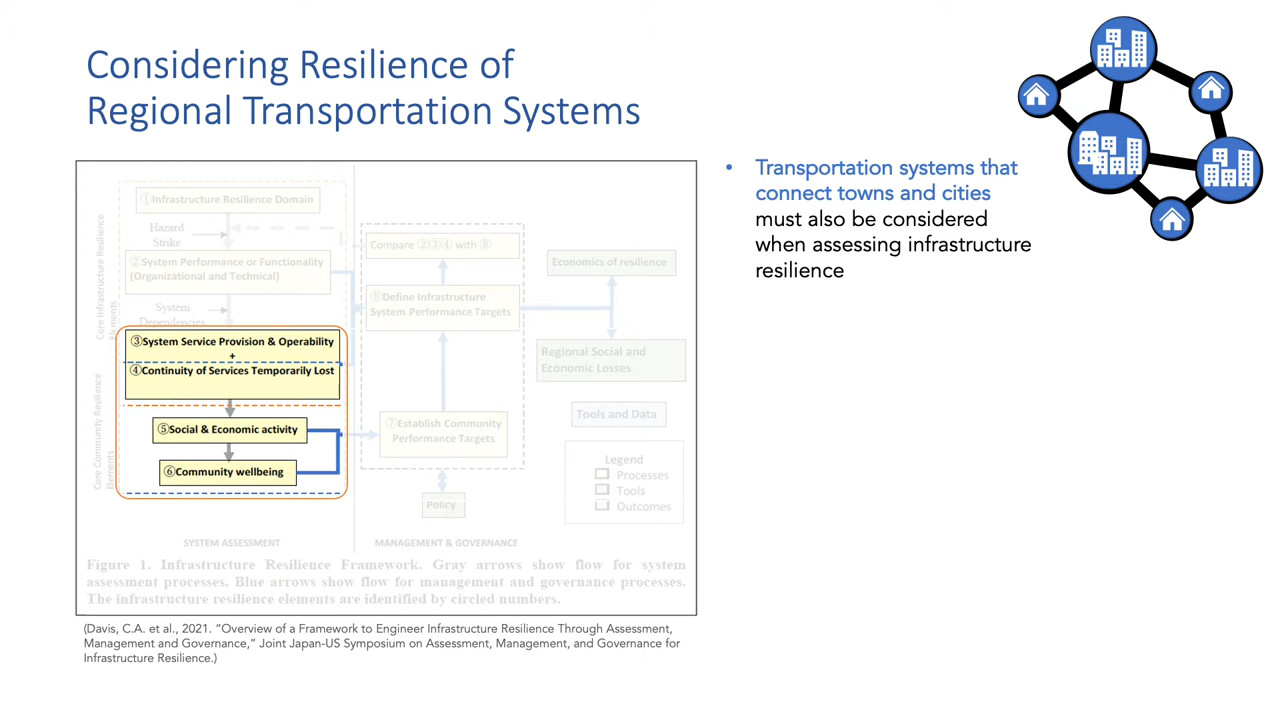 Considering Resilience of
Regional Transportation Systems
①Infrastructure Resilience Domain
Hazard
Strike
②System Performance or Functionality
(Organizational and Technical)
System
Dependencies
③System Service Provision & Operability
+
④Continuity of Services Temporarily Lost
⑤Social & Economic activity
⑥Community wellbeing
Core Infrastructure Resilience
Elements
Core Community Resilience
Elements
SYSTEM ASSESSMENT
Compare ②③④ with ⑧
⑧Define Infrastructure
System Performance Targets
⑦Establish Community
Performance Targets
Policy
MANAGEMENT & GOVERNANCE
Economics of resilience
Regional Social and
Economic Losses
Tools and Data
Legend
Processes
Tools
Outcomes
Figure 1. Infrastructure Resilience Framework. Gray arrows show flow for system
assessment processes. Blue arrows show flow for management and governance processes.
The infrastructure resilience elements are identified by circled numbers.
(Davis, C.A. et al., 2021. “Overview of a Framework to Engineer Infrastructure Resilience Through Assessment,
Management and Governance,” Joint Japan-US Symposium on Assessment, Management, and Governance for
Infrastructure Resilience.)
• Transportation systems that
connect towns and cities
must also be considered
when assessing infrastructure
resilience